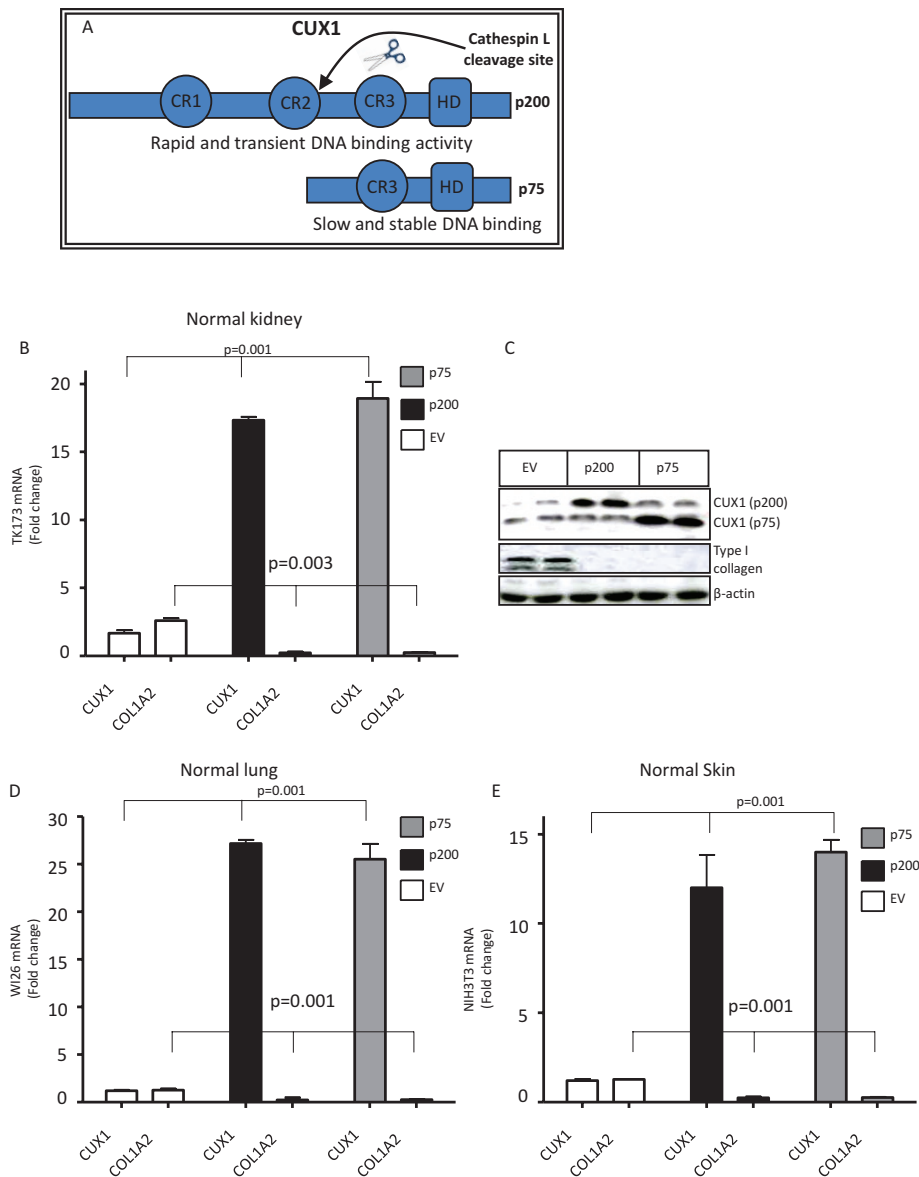 A
CUX1
Cathespin L
cleavage site
CR1
CR2
CR3
HD
p200
Rapid and transient DNA binding activity
CR3
HD
p75
Slow and stable DNA binding
Normal kidney
B
p=0.001
p75
p200
EV
20
15
10
5
0
TK173 mRNA
(Fold change)
p=0.003
CUX1
COL1A2
CUX1
COL1A2
CUX1
COL1A2
C
EV
p200
p75
CUX1 (p200)
CUX1 (p75)
Type I
collagen
β-actin
Normal lung
D
p=0.001
p75
p200
EV
30
25
20
15
10
5
0
WI26 mRNA
(Fold change)
p=0.001
CUX1
COL1A2
CUX1
COL1A2
CUX1
COL1A2
Normal Skin
E
p=0.001
p75
p200
EV
15
10
5
0
NIH3T3 mRNA
(Fold change)
p=0.001
CUX1
COL1A2
CUX1
COL1A2
CUX1
COL1A2